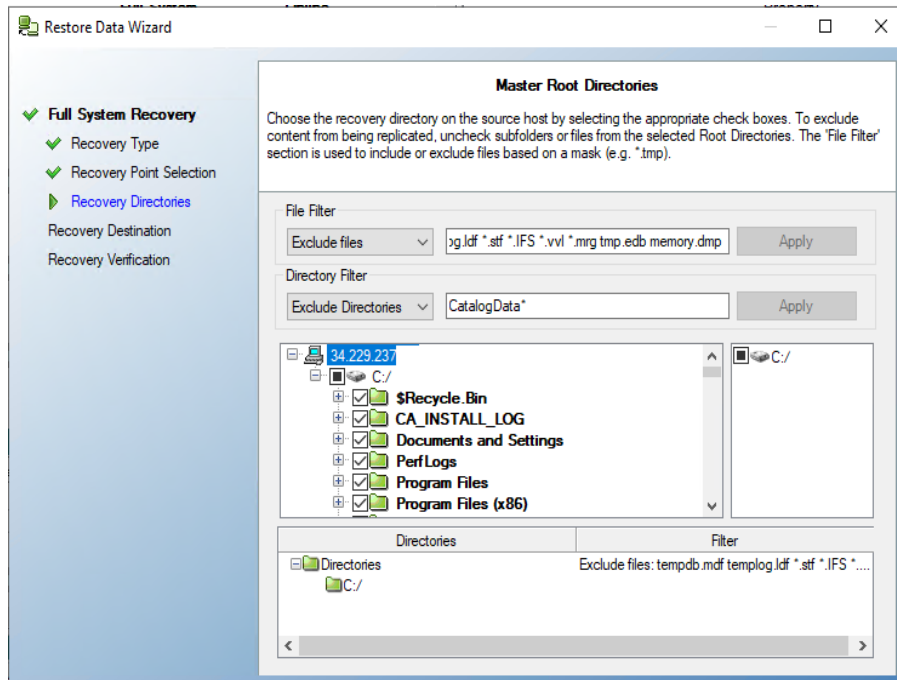 Restore Data Wizard
Full System Recovery
Recovery Type
Recovery Point Selection
Recovery Directories
Recovery Destination
Recovery Verification
Master Root Directories
Choose the recovery directory on the source host by selecting the appropriate check boxes. To exclude
content from being replicated, uncheck subfolders or files from the selected Root Directories. The 'File Filter'
section is used to include or exclude files based on a mask (e.g. *.tmp).
File Filter
Exclude files
og.ldf *.stf *.IFS *.vvl *.mrg tmp.edb memory.dmp
Apply
Directory Filter
Exclude Directories
CatalogData*
Apply
34.229.237
C:/
$Recycle.Bin
CA_INSTALL_LOG
Documents and Settings
PerfLogs
Program Files
Program Files (x86)
C:/
Directories
Filter
Directories
Exclude files: tempdb.mdf templog.ldf *.stf *.IFS *....
C:/